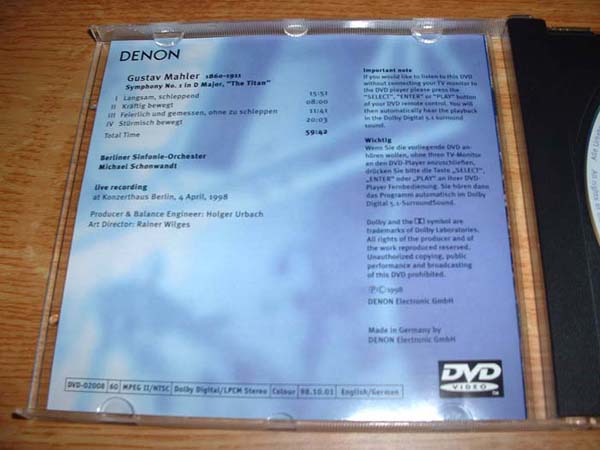 DENON
Gustav Mahler 1860-1911
Symphony No. 1 in D Major, "The Titan"
I Langsam, schleppend 15:51
II Kräftig bewegt 08:00
III Feierlich und gemessen, ohne zu schleppen 11:41
IV Stürmisch bewegt 20:03
Total Time 59:42
Berliner Sinfonie-Orchester
Michael Schonwandt
live recording
at Konzerthaus Berlin, 4 April, 1998
Producer & Balance Engineer: Holger Urbach
Art Director: Rainer Wilges
Important note
If you would like to listen to this DVD
without connecting your TV monitor to
the DVD player please press the
"SELECT", "ENTER" or "PLAY" button
of your DVD remote control. You will
then automatically hear the playback
in the Dolby Digital 5.1 surround
sound.
Wichtig
Wenn Sie die vorliegende DVD an-
hören wollen, ohne Ihren TV-Monitor
an den DVD-Player anzuschließen,
drücken Sie bitte die Taste „SELECT",
„ENTER" oder „PLAY" an Ihrer DVD-
Player Fernbedienung. Sie hören dann
das Programm automatisch im Dolby
Digital 5.1-SurroundSound.
Dolby and the symbol are
trademarks of Dolby Laboratories.
All rights of the producer and of
the work reproduced reserved.
Unauthorized copying, public
performance and broadcasting
of this DVD prohibited.
℗© 1998
DENON Electronic GmbH
Made in Germany by
DENON Electronic GmbH
DVD-02008 60 MPEG II/NTSC Dolby Digital/LPCM Stereo Colour 98.10.01 English/German
DVD
VIDEO
TM